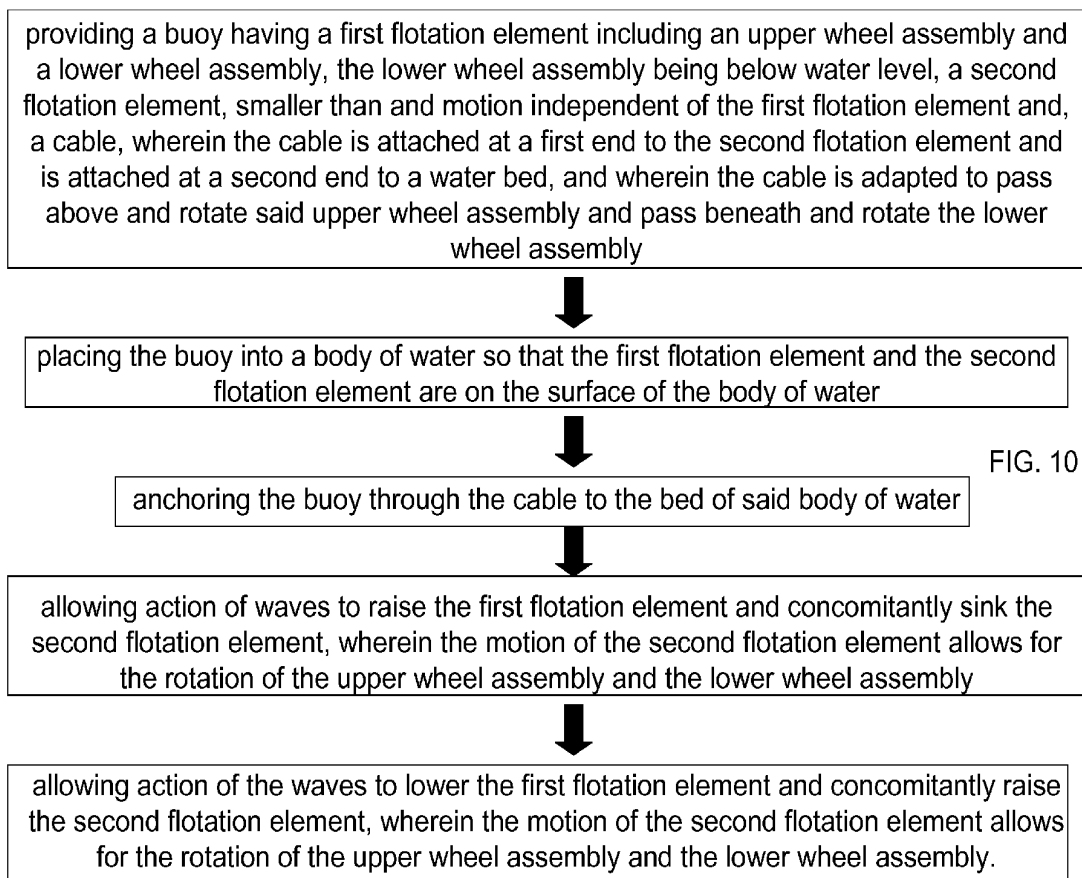 providing a buoy having a first flotation element including an upper wheel assembly and
a lower wheel assembly, the lower wheel assembly being below water level, a second
flotation element, smaller than and motion independent of the first flotation element and,
a cable, wherein the cable is attached at a first end to the second flotation element and
is attached at a second end to a water bed, and wherein the cable is adapted to pass
above and rotate said upper wheel assembly and pass beneath and rotate the lower
wheel assembly
placing the buoy into a body of water so that the first flotation element and the second
flotation element are on the surface of the body of water
FIG. 10
anchoring the buoy through the cable to the bed of said body of water
allowing action of waves to raise the first flotation element and concomitantly sink the
second flotation element, wherein the motion of the second flotation element allows for
the rotation of the upper wheel assembly and the lower wheel assembly
allowing action of the waves to lower the first flotation element and concomitantly raise
the second flotation element, wherein the motion of the second flotation element allows
for the rotation of the upper wheel assembly and the lower wheel assembly.